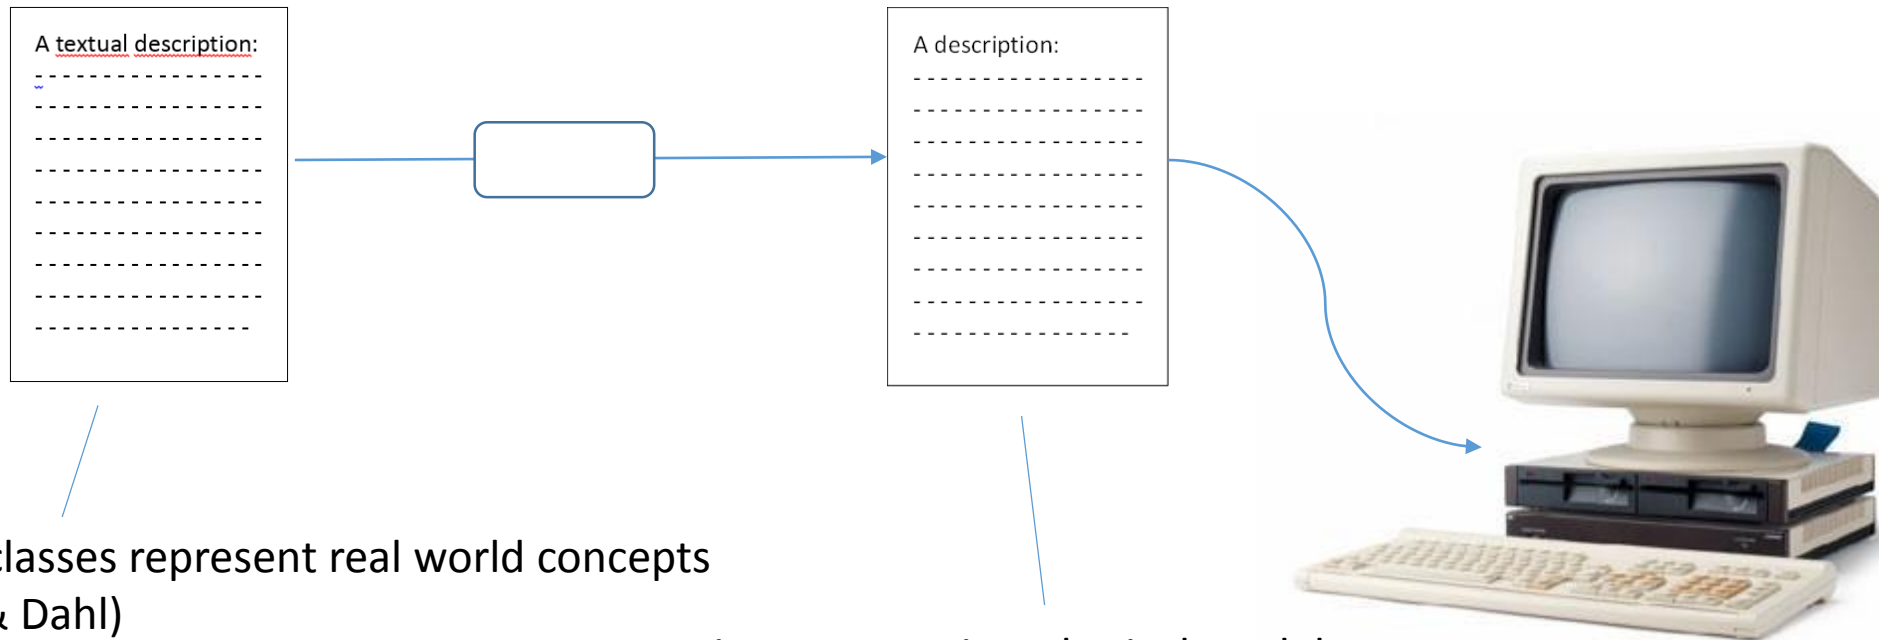 A textual description:
A description:
classes represent real world concepts
& Dahl)